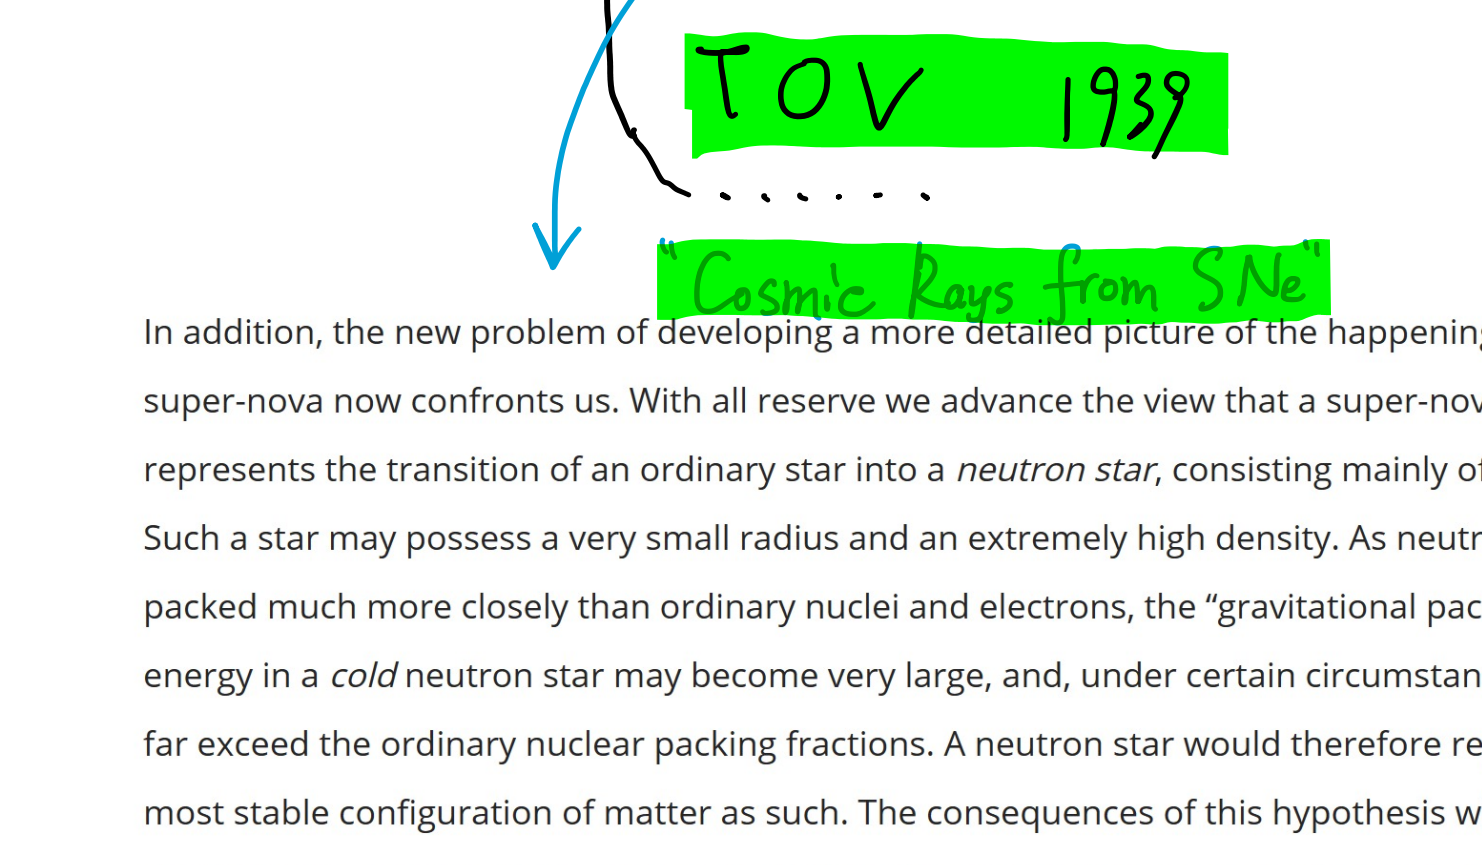 TOV 1939
"Cosmic Rays from SNe"
In addition, the new problem of developing a more detailed picture of the happening
super-nova now confronts us. With all reserve we advance the view that a super-nov
represents the transition of an ordinary star into a neutron star, consisting mainly of
Such a star may possess a very small radius and an extremely high density. As neutr
packed much more closely than ordinary nuclei and electrons, the “gravitational pac
energy in a cold neutron star may become very large, and, under certain circumstan
far exceed the ordinary nuclear packing fractions. A neutron star would therefore re
most stable configuration of matter as such. The consequences of this hypothesis w